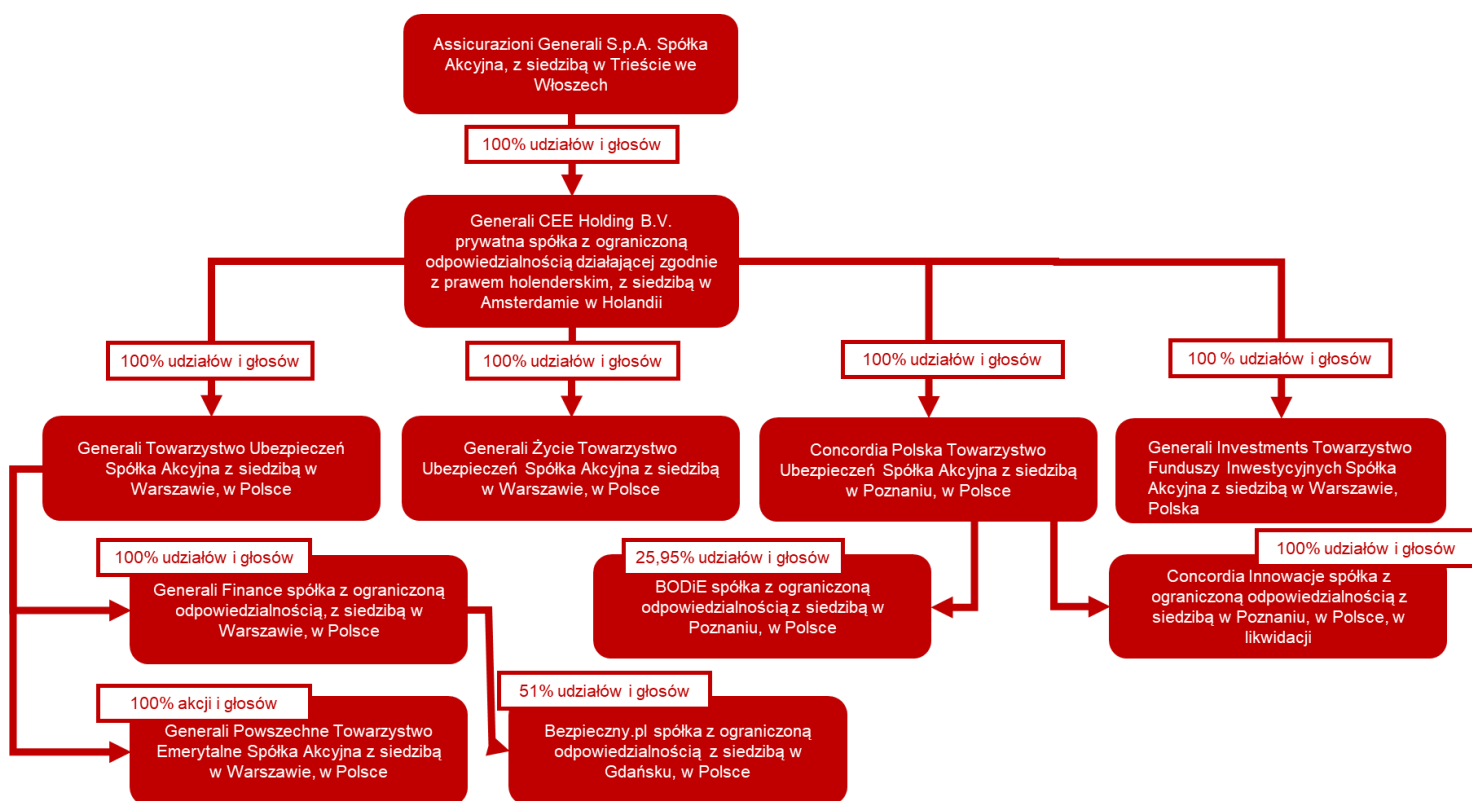 Assicurazioni Generali S.p.A. Spółka
Akcyjna, z siedzibą w Trieście we
Włoszech
100% udziałów i głosów
Generali CEE Holding B.V.
prywatna spółka z ograniczoną
odpowiedzialnością działającej zgodnie
z prawem holenderskim, z siedzibą w
Amsterdamie w Holandii
100% udziałów i głosów
100% udziałów i głosów
100% udziałów i głosów
100 % udziałów i głosów
Generali Towarzystwo Ubezpieczeń
Spółka Akcyjna z siedzibą w
Warszawie, w Polsce
Generali Życie Towarzystwo
Ubezpieczeń Spółka Akcyjna z siedzibą
w Warszawie, w Polsce
Concordia Polska Towarzystwo
Ubezpieczeń Spółka Akcyjna z siedzibą
w Poznaniu, w Polsce
Generali Investments Towarzystwo
Funduszy Inwestycyjnych Spółka
Akcyjna z siedzibą w Warszawie,
Polska
100% udziałów i głosów
Generali Finance spółka z ograniczoną
odpowiedzialnością, z siedzibą w
Warszawie, w Polsce
25,95% udziałów i głosów
BODiE spółka z ograniczoną
odpowiedzialnością z siedzibą w
Poznaniu, w Polsce
100% udziałów i głosów
Concordia Innowacje spółka z
ograniczoną odpowiedzialnością z
siedzibą w Poznaniu, w Polsce, w
likwidacji
100% akcji i głosów
Generali Powszechne Towarzystwo
Emerytalne Spółka Akcyjna z siedzibą
w Warszawie, w Polsce
51% udziałów i głosów
Bezpieczny.pl spółka z ograniczoną
odpowiedzialnością z siedzibą w
Gdańsku, w Polsce